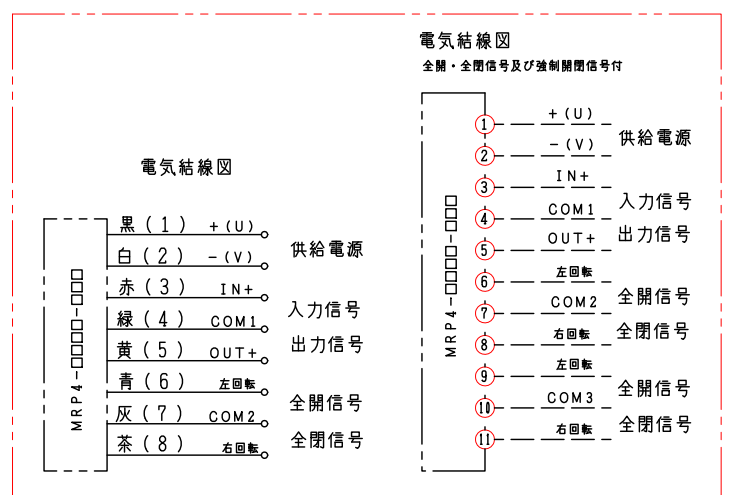 電気結線図
MRP4-□□□□-□□□
黒(1) +(U)
白(2) -(V)
供給電源
赤(3) IN+
緑(4) COM1
入力信号
黄(5) OUT+
出力信号
青(6) 左回転
灰(7) COM2
全開信号
茶(8) 右回転
全閉信号
電気結線図
全開・全閉信号及び強制開閉信号付
MRP4-□□□□-□□□
① +(U)
② -(V)
供給電源
③ IN+
④ COM1
入力信号
⑤ OUT+
出力信号
⑥ 左回転
⑦ COM2
全開信号
⑧ 右回転
全閉信号
⑨ 左回転
⑩ COM3
全開信号
⑪ 右回転
全閉信号